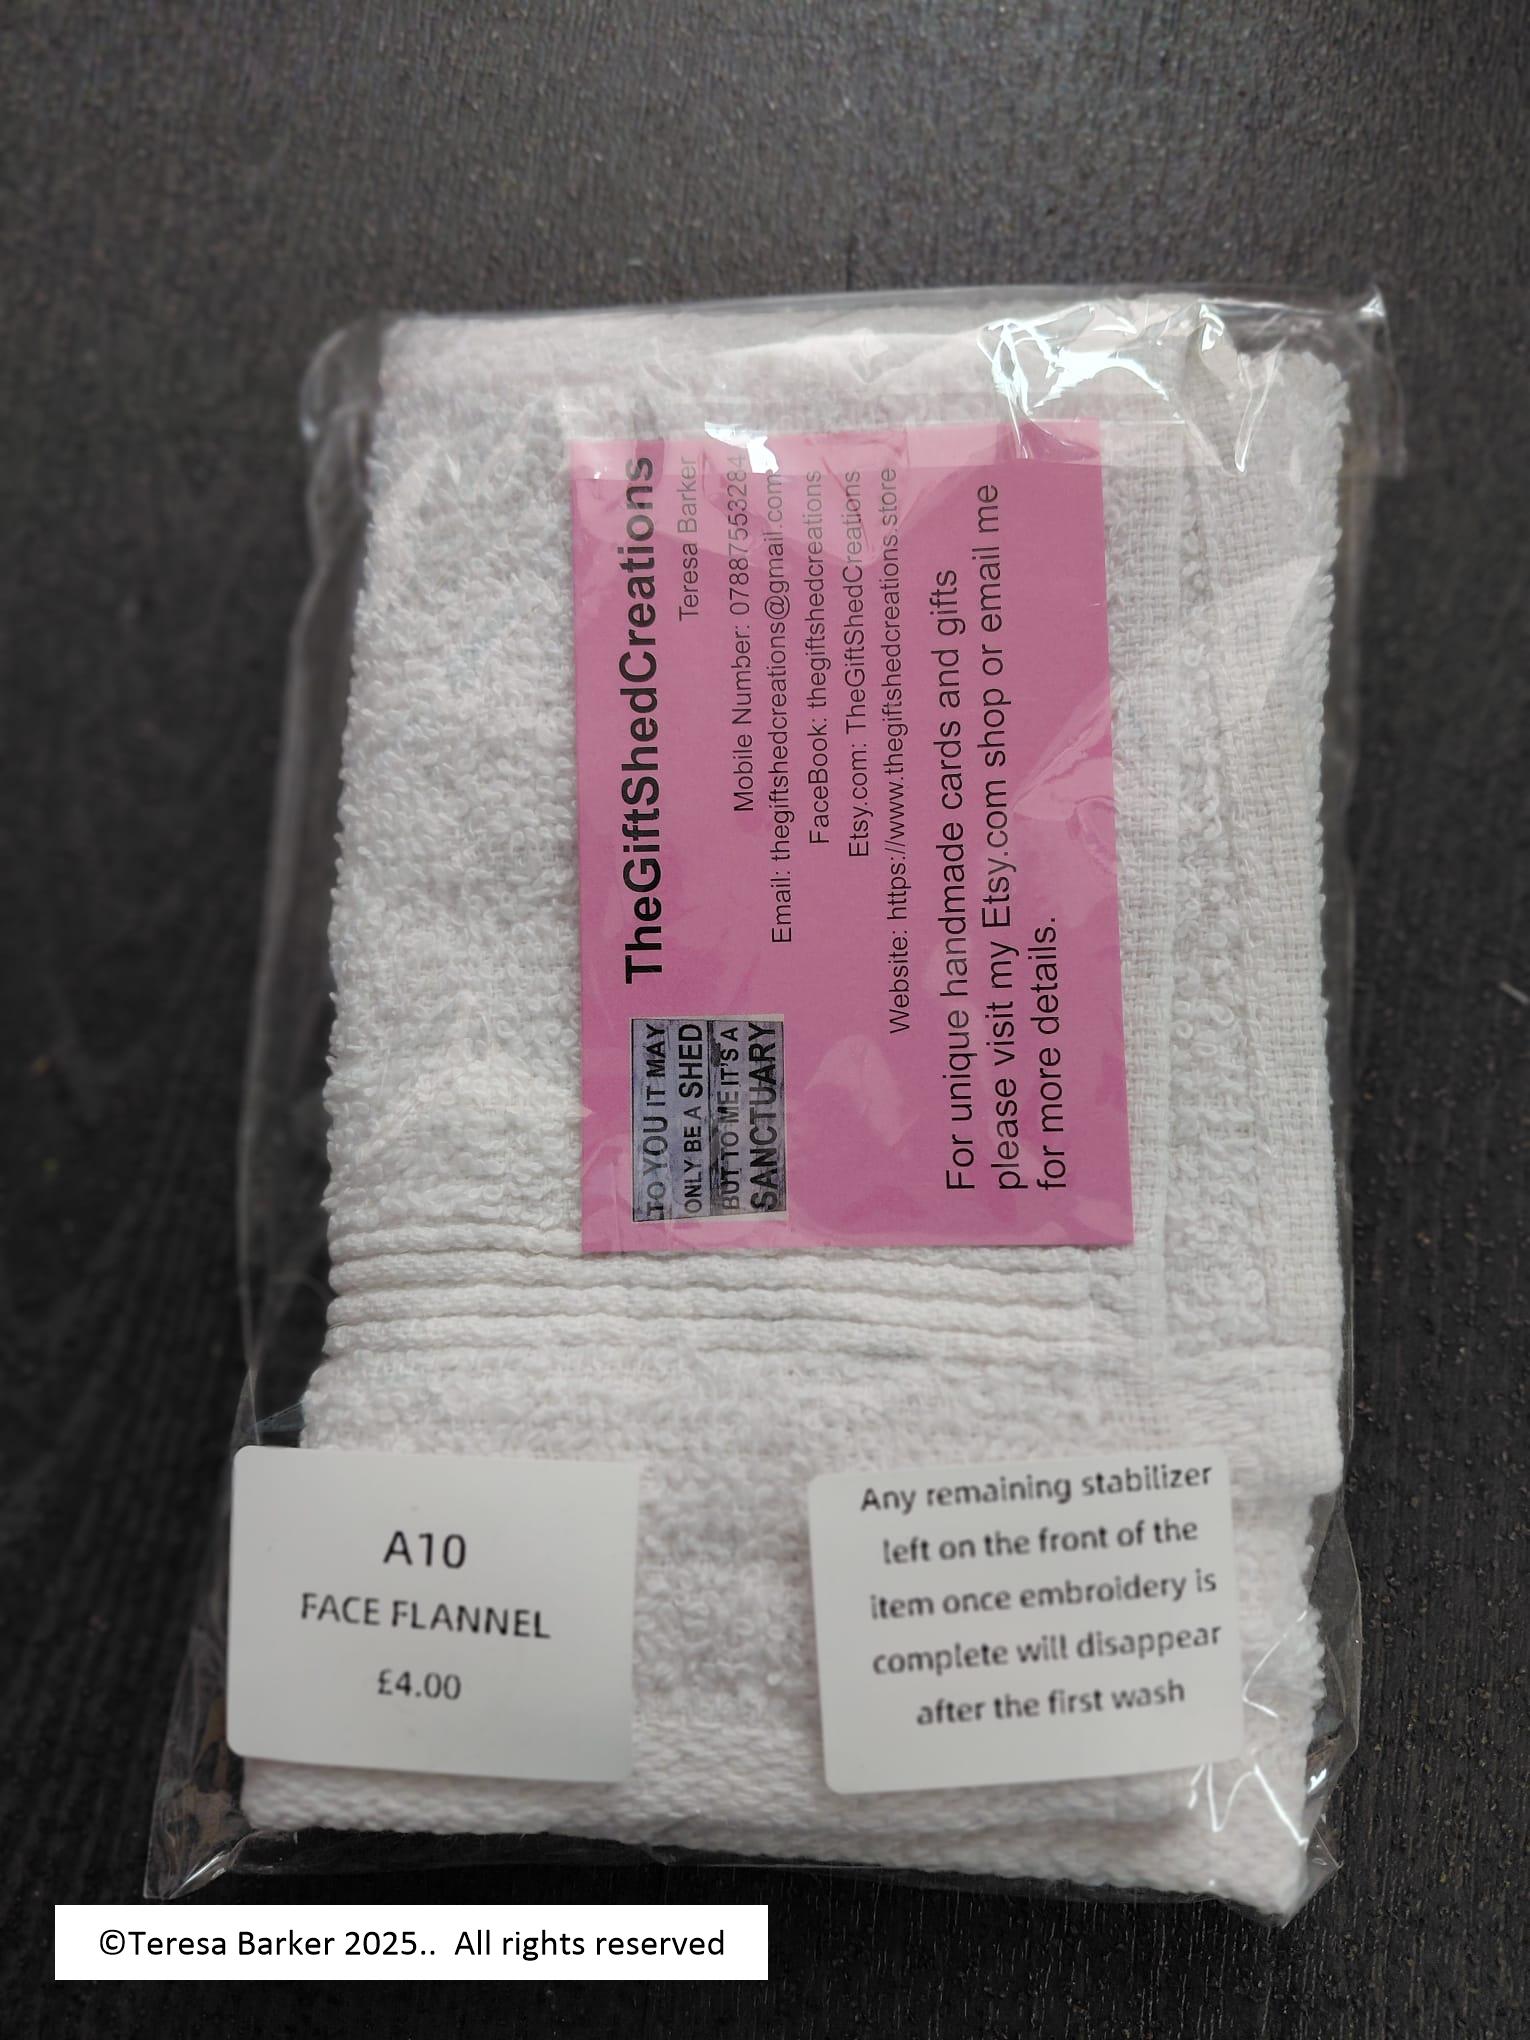 TheGiftShedCreations
Teresa Barker
Mobile Number: 07887553284
Email: thegiftshedcreations@gmail.com
FaceBook: thegiftshedcreations
Etsy.com: TheGiftShedCreations
Website: https://www.thegiftshedcreations.store
TO YOU IT MAY
ONLY BE A SHED
BUT TO ME IT'S A
SANCTUARY
For unique handmade cards and gifts
please visit my Etsy.com shop or email me
for more details.
A10
FACE FLANNEL
£4.00
Any remaining stabilizer
left on the front of the
item once embroidery is
complete will disappear
after the first wash
©Teresa Barker 2025.. All rights reserved